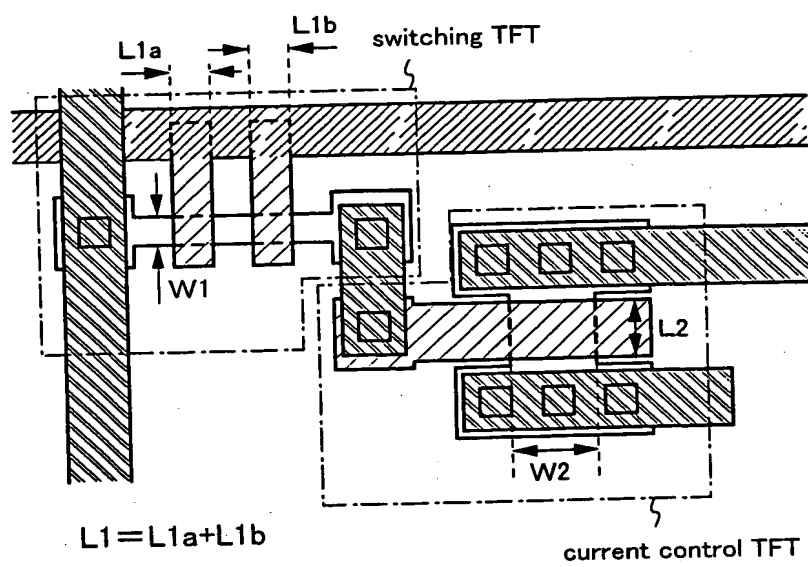 switching TFT
L1a
L1b
W1
L2
W2
L1=L1a+L1b
current control TFT